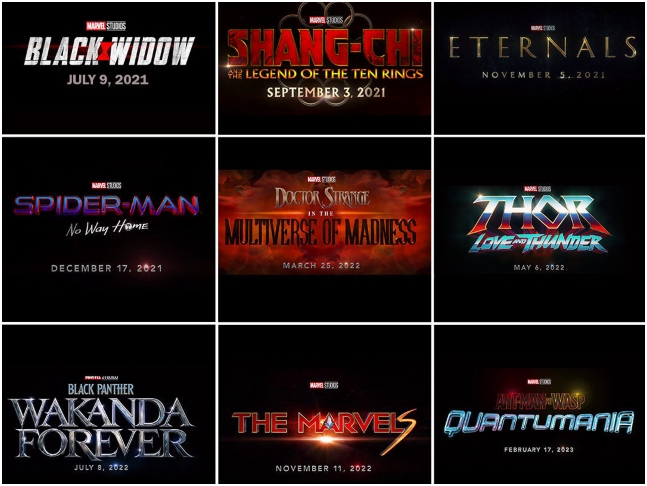 MARVEL STUDIOS
BLACK WIDOW
JULY 9, 2021
MARVEL STUDIOS
SHANG-CHI
AND THE LEGEND OF THE TEN RINGS
SEPTEMBER 3, 2021
MARVEL STUDIOS
ETERNALS
NOVEMBER 5, 2021
MARVEL STUDIOS
SPIDER-MAN
No Way Home
DECEMBER 17, 2021
MARVEL STUDIOS
DOCTOR STRANGE
IN THE
MULTIVERSE OF MADNESS
MARCH 25, 2022
MARVEL STUDIOS
THOR
LOVE AND THUNDER
MAY 6, 2022
BLACK PANTHER
WAKANDA
FOREVER
JULY 8, 2022
MARVEL STUDIOS
THE MARVELS
NOVEMBER 11, 2022
MARVEL STUDIOS
ANT-MAN AND THE WASP
QUANTUMANIA
FEBRUARY 17, 2023